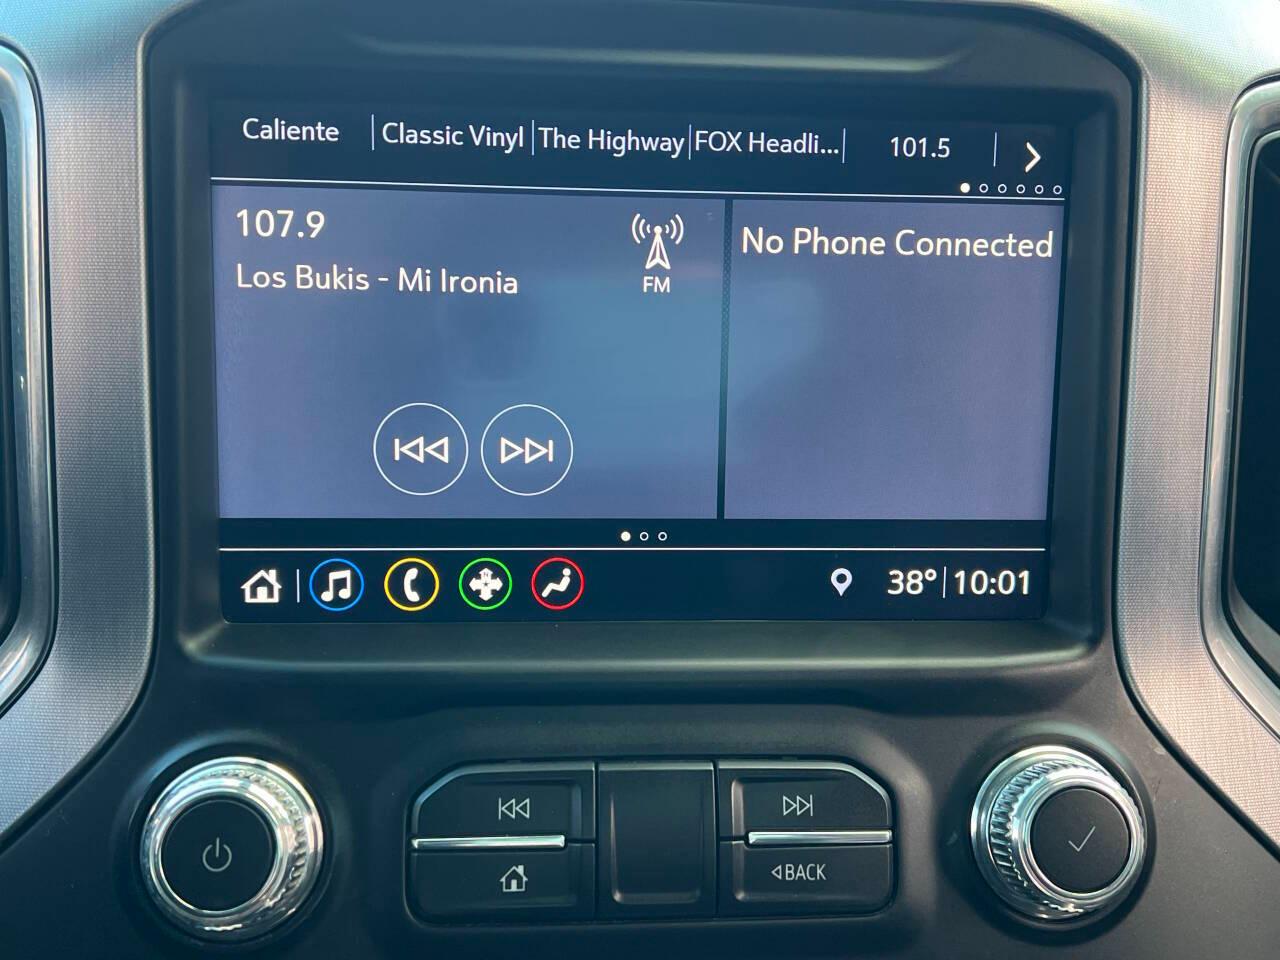 Caliente | Classic Vinyl | The Highway | FOX Headli... | 101.5
107.9
FM
Los Bukis - Mi Ironia
No Phone Connected
38° 10:01
BACK